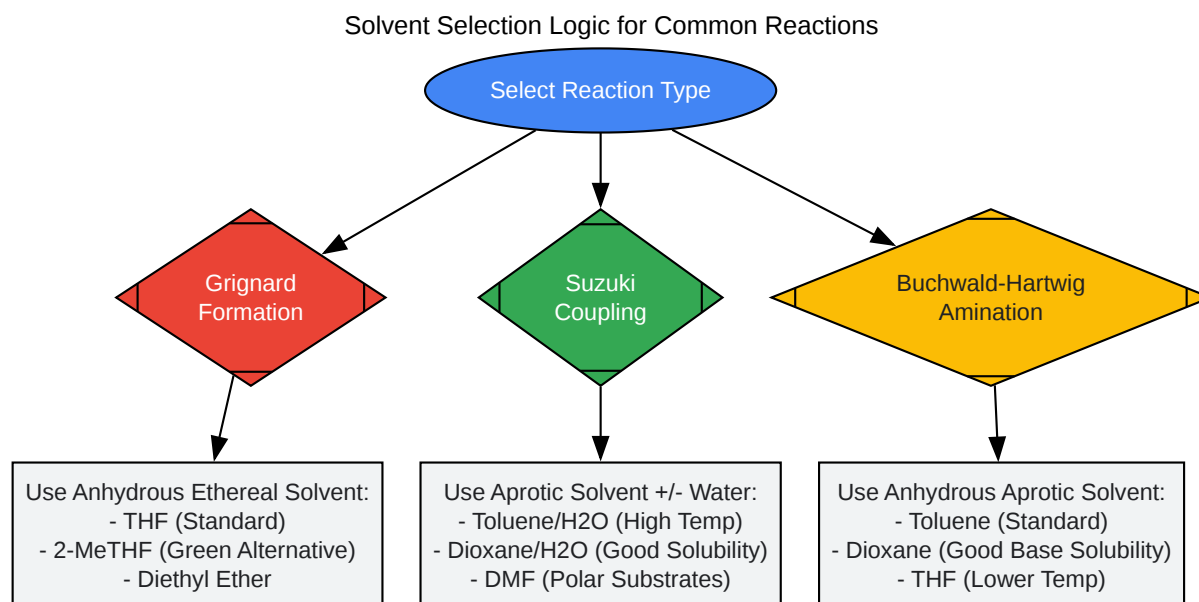 Solvent Selection Logic for Common Reactions
Select Reaction Type
Grignard
Formation
Suzuki
Coupling
Buchwald-Hartwig
Amination
Use Anhydrous Ethereal Solvent:
- THF (Standard)
- 2-MeTHF (Green Alternative)
- Diethyl Ether
Use Aprotic Solvent +/- Water:
- Toluene/H2O (High Temp)
- Dioxane/H2O (Good Solubility)
- DMF (Polar Substrates)
Use Anhydrous Aprotic Solvent:
- Toluene (Standard)
- Dioxane (Good Base Solubility)
- THF (Lower Temp)